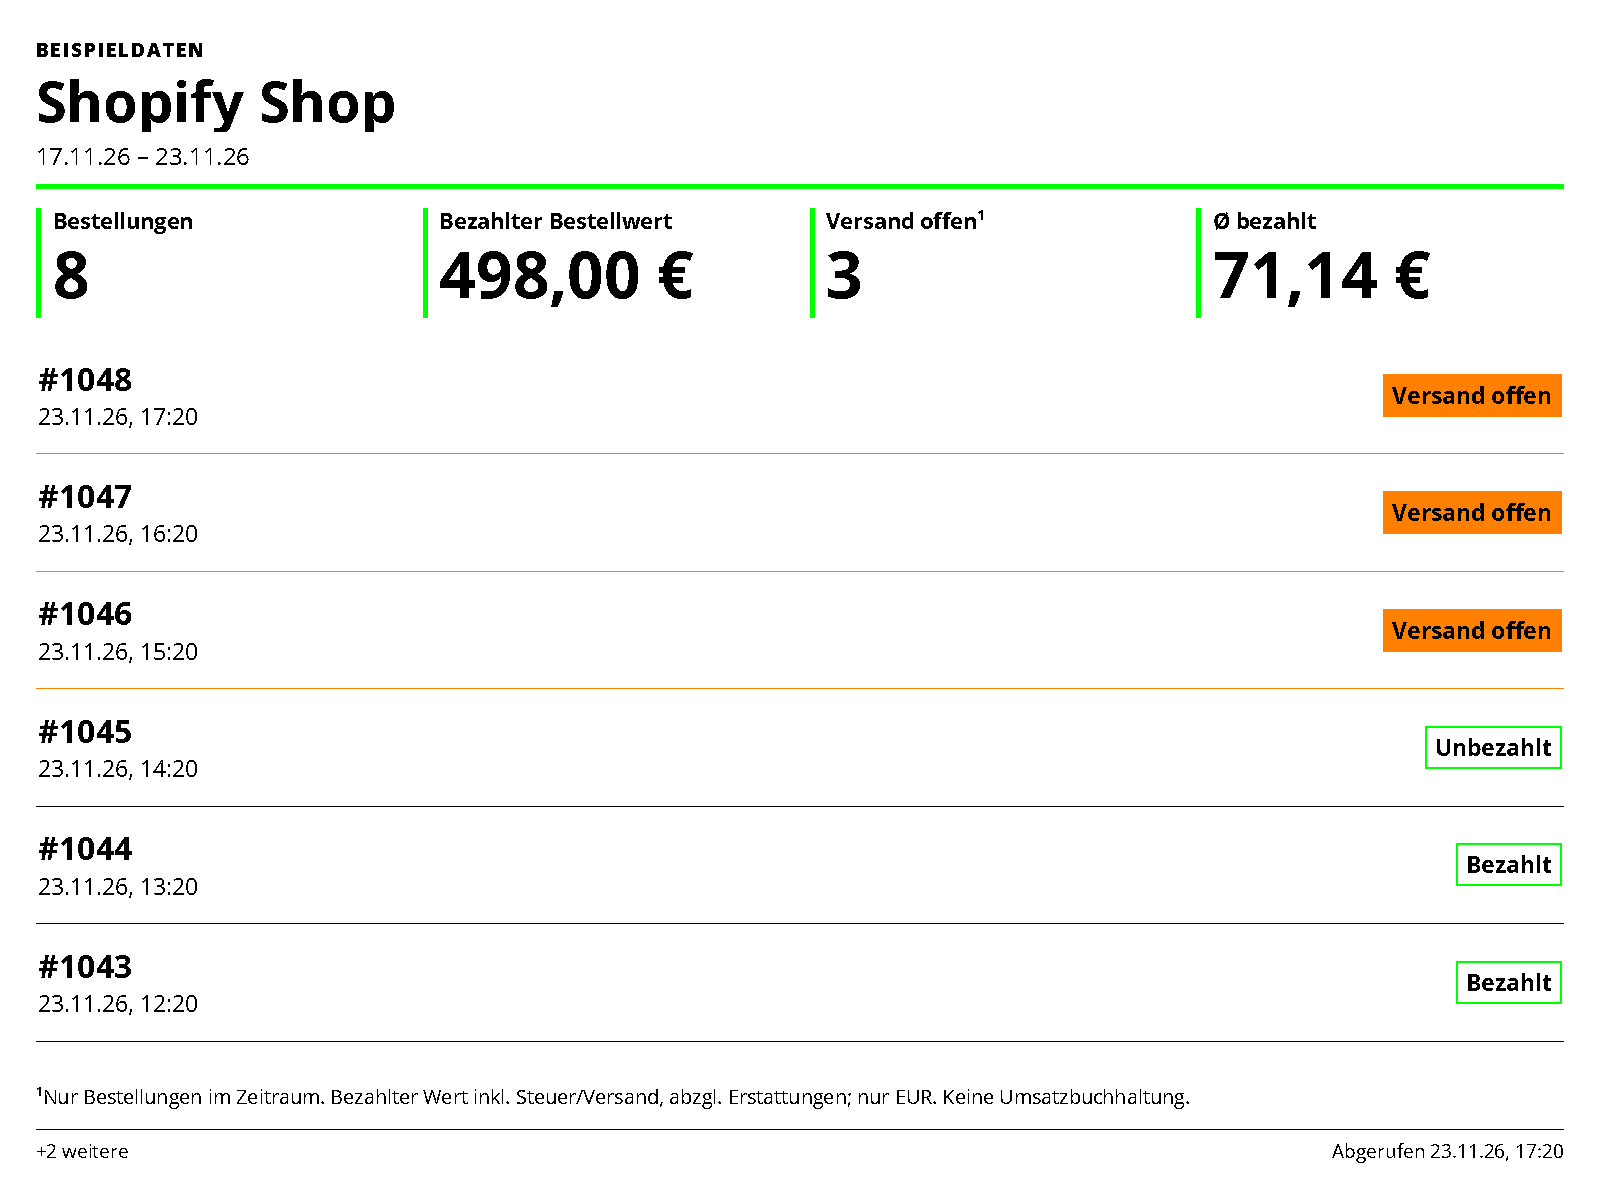 BEISPIELDATEN
Shopify Shop
17.11.26 – 23.11.26
Bestellungen
8
Bezahlter Bestellwert
498,00 €
Versand offen¹
3
Ø bezahlt
71,14 €
#1048
23.11.26, 17:20
Versand offen
#1047
23.11.26, 16:20
Versand offen
#1046
23.11.26, 15:20
Versand offen
#1045
23.11.26, 14:20
Unbezahlt
#1044
23.11.26, 13:20
Bezahlt
#1043
23.11.26, 12:20
Bezahlt
¹Nur Bestellungen im Zeitraum. Bezahlter Wert inkl. Steuer/Versand, abzgl. Erstattungen; nur EUR. Keine Umsatzbuchhaltung.
+2 weitere
Abgerufen 23.11.26, 17:20